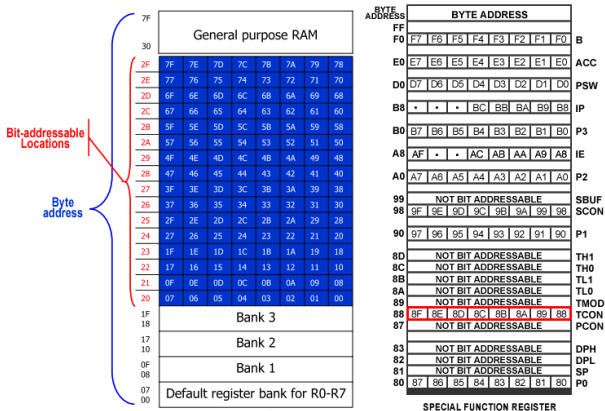 7F
General purpose RAM
30
2F 7F 7E 7D 7C 7B 7A 79 78
2E 77 76 75 74 73 72 71 70
2D 6F 6E 6D 6C 6B 6A 69 68
2C 67 66 65 64 63 62 61 60
2B 5F 5E 5D 5C 5B 5A 59 58
2A 57 56 55 54 53 52 51 50
29 4F 4E 4D 4C 4B 4A 49 48
28 47 46 45 44 43 42 41 40
27 3F 3E 3D 3C 3B 3A 39 38
26 37 36 35 34 33 32 31 30
25 2F 2E 2D 2C 2B 2A 29 28
24 27 26 25 24 23 22 21 20
23 1F 1E 1D 1C 1B 1A 19 18
22 17 16 15 14 13 12 11 10
21 0F 0E 0D 0C 0B 0A 09 08
20 07 06 05 04 03 02 01 00
1F
Bank 3
18
17
Bank 2
10
0F
Bank 1
08
07
Default register bank for R0-R7
00
Bit-addressable
Locations
Byte
address
BYTE
ADDRESS
BYTE ADDRESS
FF
F0 F7 F6 F5 F4 F3 F2 F1 F0 B
E0 E7 E6 E5 E4 E3 E2 E1 E0 ACC
D0 D7 D6 D5 D4 D3 D2 D1 D0 PSW
B8 - - - BC BB BA B9 B8 IP
B0 B7 B6 B5 B4 B3 B2 B1 B0 P3
A8 AF - - AC AB AA A9 A8 IE
A0 A7 A6 A5 A4 A3 A2 A1 A0 P2
99 NOT BIT ADDRESSABLE SBUF
98 9F 9E 9D 9C 9B 9A 99 98 SCON
90 97 96 95 94 93 92 91 90 P1
8D NOT BIT ADDRESSABLE TH1
8C NOT BIT ADDRESSABLE TH0
8B NOT BIT ADDRESSABLE TL1
8A NOT BIT ADDRESSABLE TL0
89 NOT BIT ADDRESSABLE TMOD
88 8F 8E 8D 8C 8B 8A 89 88 TCON
87 NOT BIT ADDRESSABLE PCON
83 NOT BIT ADDRESSABLE DPH
82 NOT BIT ADDRESSABLE DPL
81 NOT BIT ADDRESSABLE SP
80 87 86 85 84 83 82 81 80 P0
SPECIAL FUNCTION REGISTER